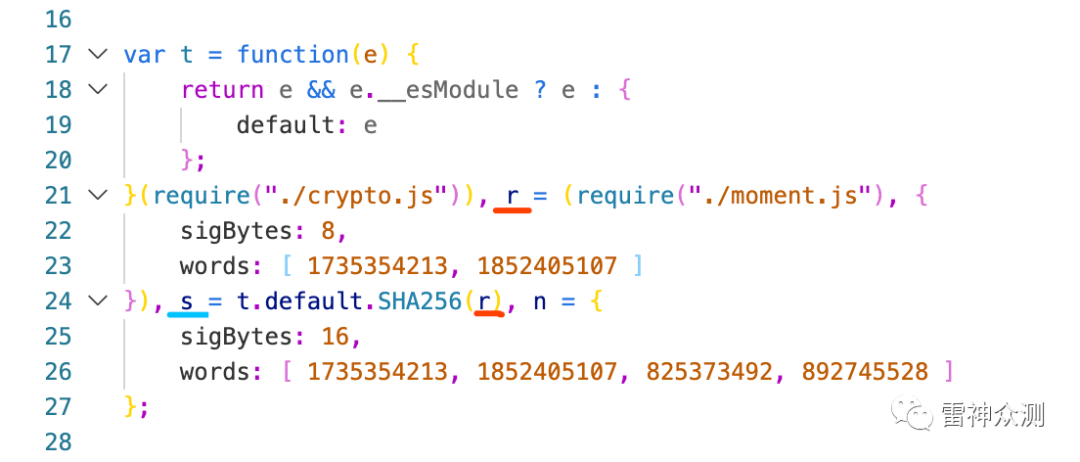 16
17 var t = function(e) {
18 return e && e.__esModule ? e : {
19 default: e
20 };
21 }(require("./crypto.js")), r = (require("./moment.js"), {
22 sigBytes: 8,
23 words: [ 1735354213, 1852405107 ]
24 }), s = t.default.SHA256(r), n = {
25 sigBytes: 16,
26 words: [ 1735354213, 1852405107, 825373492, 892745528 ]
27 };
28
雷神众测